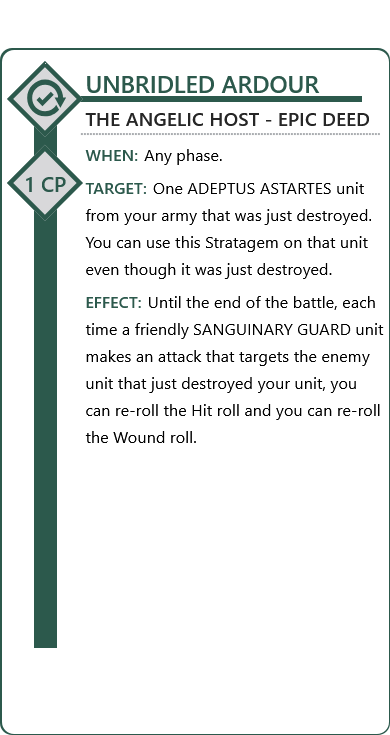 UNBRIDLED ARDOUR
THE ANGELIC HOST - EPIC DEED
WHEN: Any phase.
1 CP
TARGET: One ADEPTUS ASTARTES unit
from your army that was just destroyed.
You can use this Stratagem on that unit
even though it was just destroyed.
EFFECT: Until the end of the battle, each
time a friendly SANGUINARY GUARD unit
makes an attack that targets the enemy
unit that just destroyed your unit, you
can re-roll the Hit roll and you can re-roll
the Wound roll.